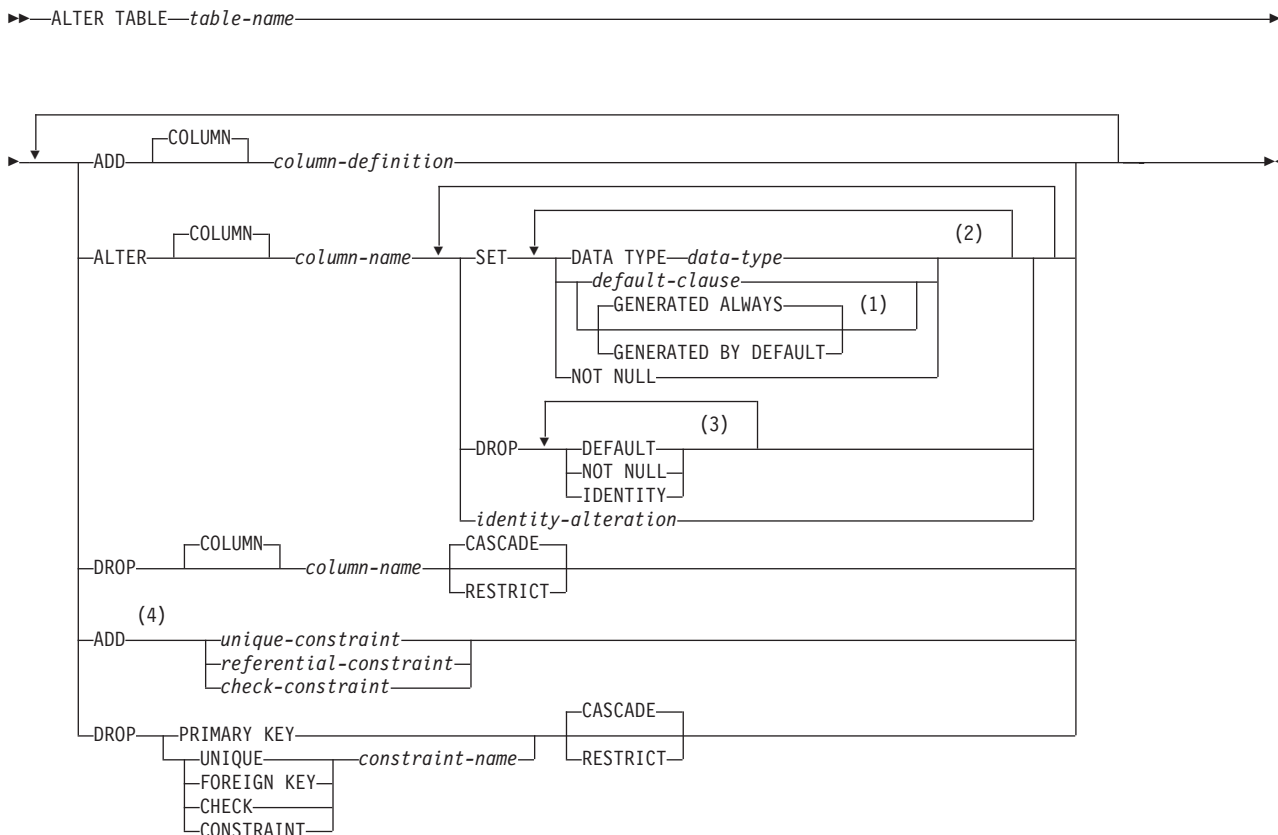 ALTER TABLE table-name
COLUMN
ADD column-definition
COLUMN (2)
ALTER column-name SET DATA TYPE data-type
default-clause
GENERATED ALWAYS (1)
GENERATED BY DEFAULT
NOT NULL
(3)
DROP DEFAULT
NOT NULL
IDENTITY
identity-alteration
COLUMN CASCADE
DROP column-name
RESTRICT
(4)
ADD unique-constraint
referential-constraint
check-constraint
CASCADE
DROP PRIMARY KEY
UNIQUE constraint-name RESTRICT
FOREIGN KEY
CHECK
CONSTRAINT